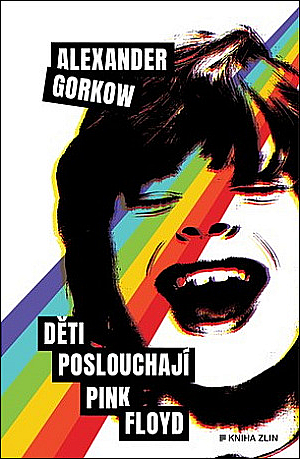 ALEXANDER
GORKOW
DĚTI
POSLOUCHAJÍ
PINK
FLOYD
KNIHA ZLIN